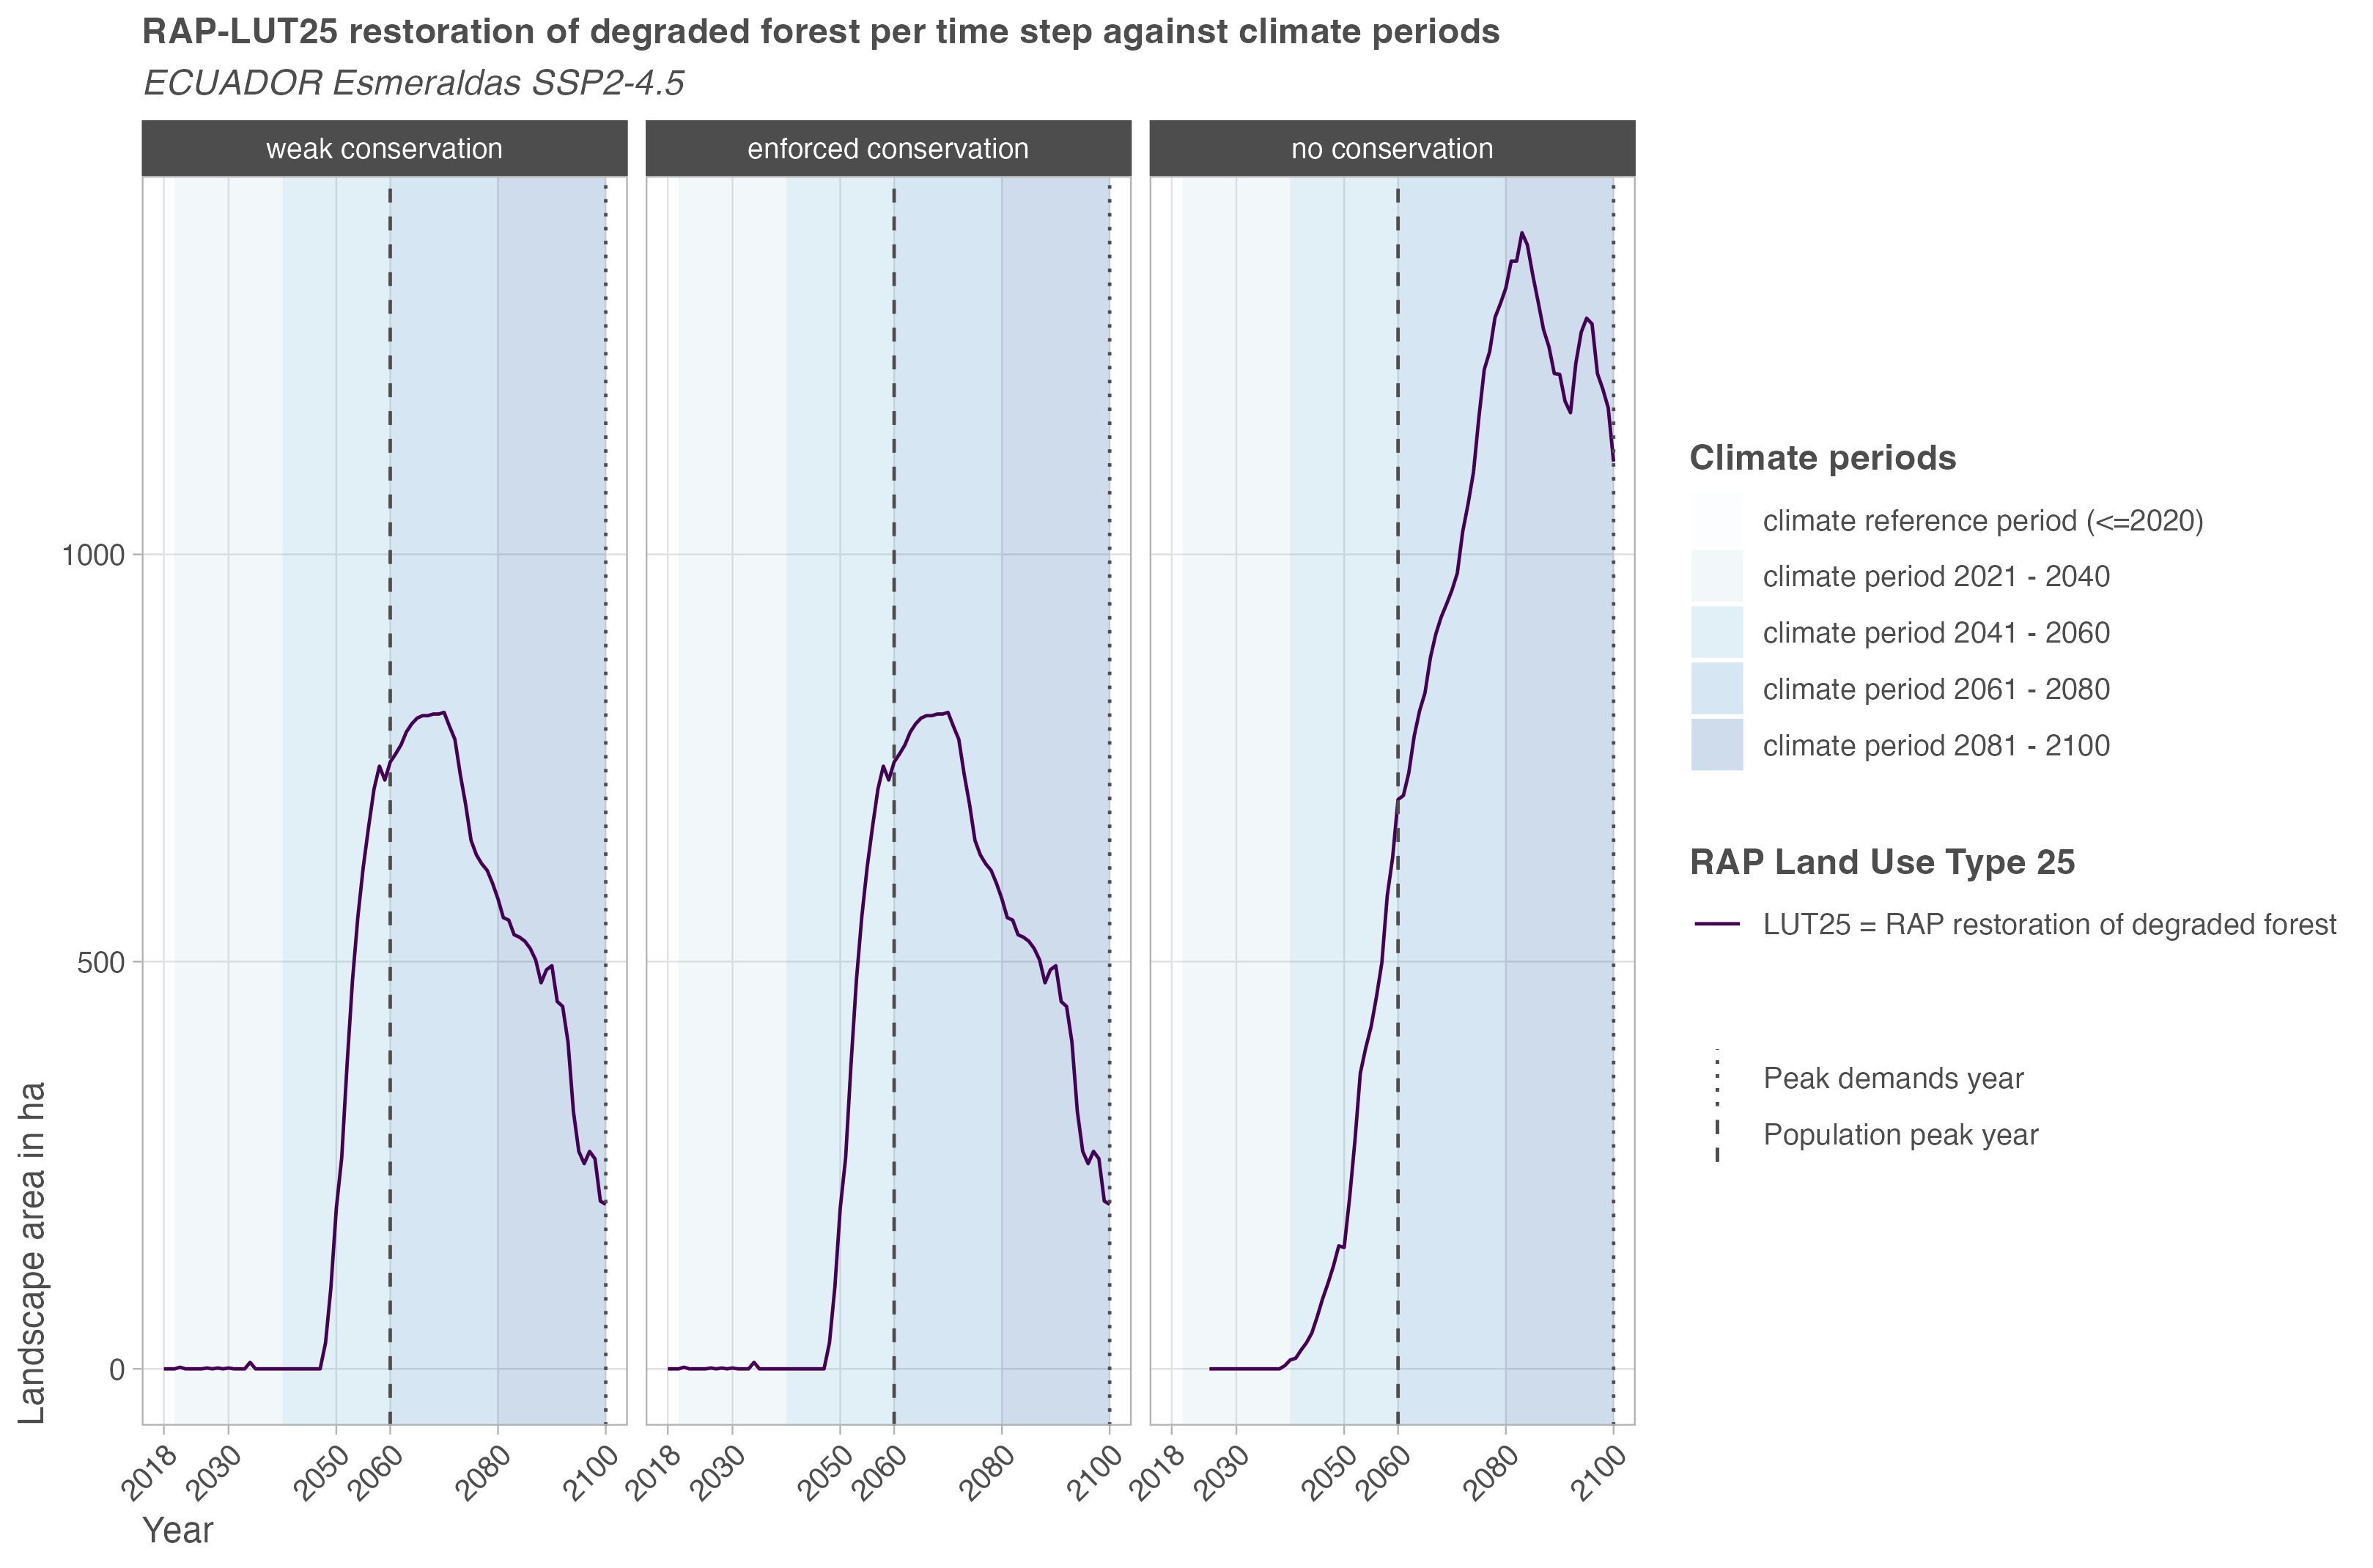 RAP-LUT25 restoration of degraded forest per time step against climate periods
ECUADOR Esmeraldas SSP2-4.5
weak conservation
enforced conservation
no conservation
1000
500
0
Landscape area in ha
2018 2030 2050 2060 2080 2100
2018 2030 2050 2060 2080 2100
2018 2030 2050 2060 2080 2100
Year
Climate periods
climate reference period (<=2020)
climate period 2021 - 2040
climate period 2041 - 2060
climate period 2061 - 2080
climate period 2081 - 2100
RAP Land Use Type 25
LUT25 = RAP restoration of degraded forest
Peak demands year
Population peak year